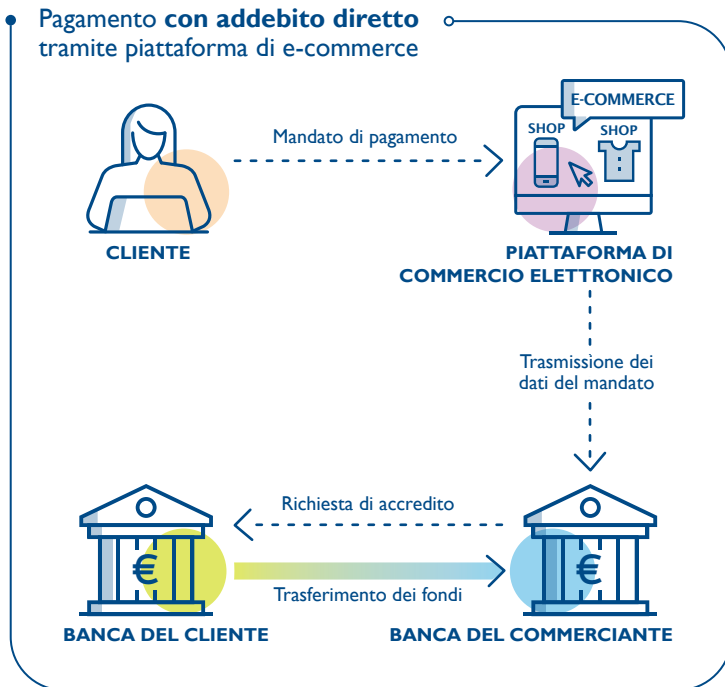 Pagamento con addebito diretto
tramite piattaforma di e-commerce
E-COMMERCE
SHOP
SHOP
Mandato di pagamento
CLIENTE
PIATTAFORMA DI
COMMERCIO ELETTRONICO
Trasmissione dei
dati del mandato
Richiesta di accredito
€
€
Trasferimento dei fondi
BANCA DEL CLIENTE
BANCA DEL COMMERCIANTE